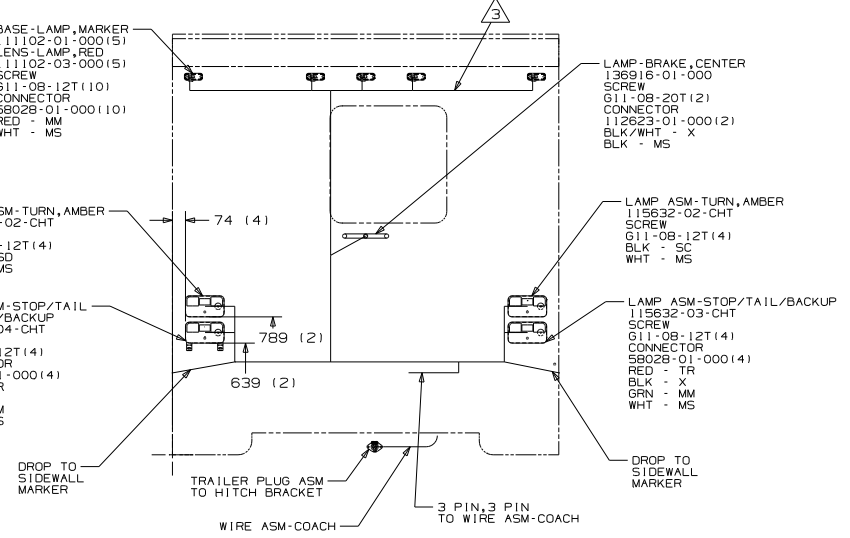 3
BASE-LAMP,MARKER
111102-01-000(5)
LENS-LAMP,RED
111102-03-000(5)
SCREW
G11-08-12T(10)
CONNECTOR
58028-01-000(10)
RED - MM
WHT - MS
LAMP-BRAKE,CENTER
136916-01-000
SCREW
G11-08-20T(2)
CONNECTOR
112623-01-000(2)
BLK/WHT - X
BLK - MS
SM-TURN,AMBER
-02-CHT
-12T(4)
SD
MS
74 (4)
LAMP ASM-TURN,AMBER
115632-02-CHT
SCREW
G11-08-12T(4)
BLK - SC
WHT - MS
M-STOP/TAIL
/BACKUP
04-CHT
12T(4)
OR
1-000(4)
R
M
S
789 (2)
639 (2)
LAMP ASM-STOP/TAIL/BACKUP
115632-03-CHT
SCREW
G11-08-12T(4)
CONNECTOR
58028-01-000(4)
RED - TR
BLK - X
GRN - MM
WHT - MS
DROP TO
SIDEWALL
MARKER
TRAILER PLUG ASM
TO HITCH BRACKET
WIRE ASM-COACH
3 PIN,3 PIN
TO WIRE ASM-COACH
DROP TO
SIDEWALL
MARKER